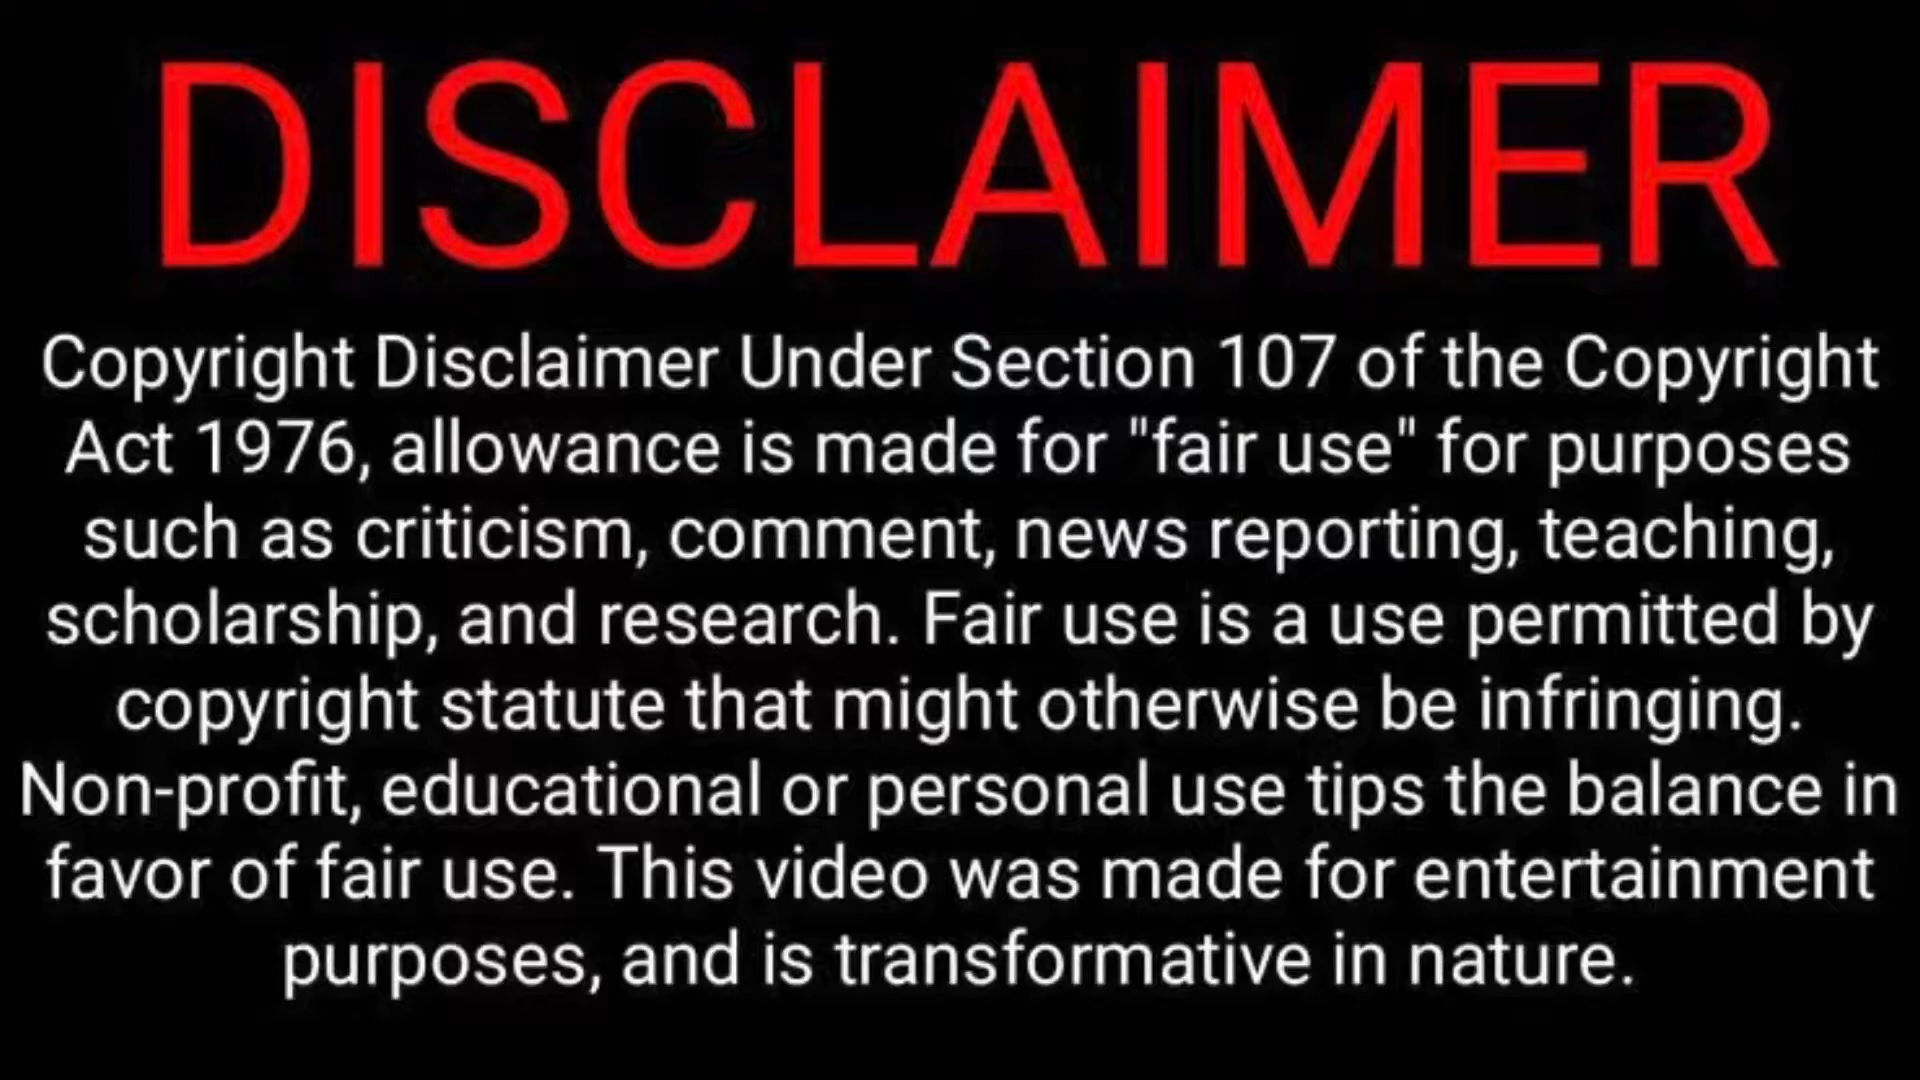 DISCLAIMER
Copyright Disclaimer Under Section 107 of the Copyright
Act 1976, allowance is made for "fair use" for purposes
such as criticism, comment, news reporting, teaching,
scholarship, and research. Fair use is a use permitted by
copyright statute that might otherwise be infringing.
Non-profit, educational or personal use tips the balance in
favor of fair use. This video was made for entertainment
purposes, and is transformative in nature.